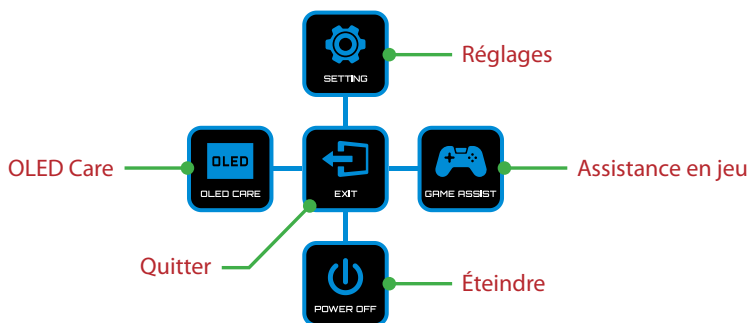 SETTING
Réglages
OLED Care
OLED
OLED CARE
EXIT
GAME ASSIST
Assistance en jeu
Quitter
POWER OFF
Éteindre